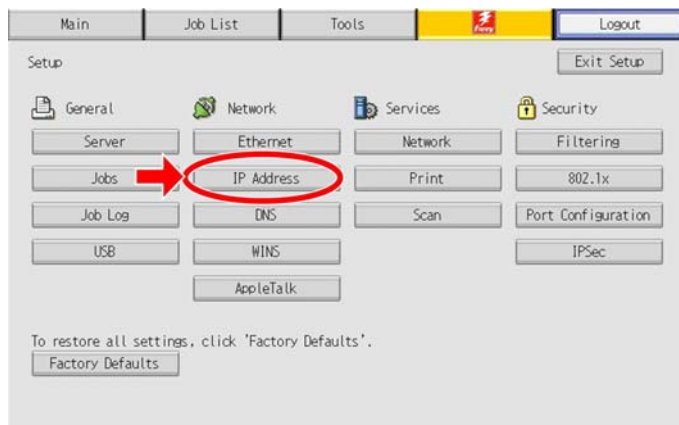 Main Job List Tools Fiery Logout
Setup Exit Setup
General Network Services Security
Server Ethernet Network Filtering
Jobs IP Address Print 802.1x
Job Log DNS Scan Port Configuration
USB WINS IPSec
AppleTalk
To restore all settings, click 'Factory Defaults'.
Factory Defaults